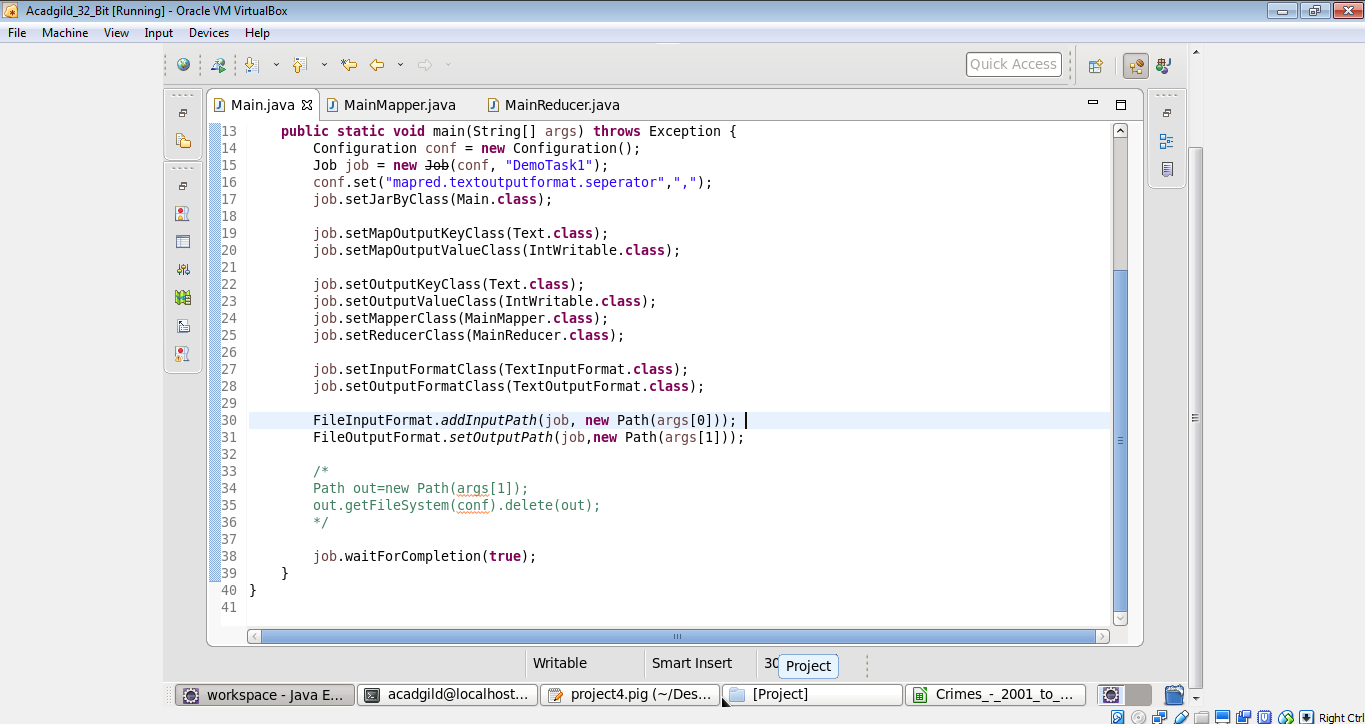 Acadgild_32_Bit [Running] - Oracle VM VirtualBox
File Machine View Input Devices Help
Quick Access
Main.java MainMapper.java MainReducer.java
13 public static void main(String[] args) throws Exception {
14 Configuration conf = new Configuration();
15 Job job = new Job(conf, "DemoTask1");
16 conf.set("mapred.textoutputformat.seperator",",");
17 job.setJarByClass(Main.class);
18
19 job.setMapOutputKeyClass(Text.class);
20 job.setMapOutputValueClass(IntWritable.class);
21
22 job.setOutputKeyClass(Text.class);
23 job.setOutputValueClass(IntWritable.class);
24 job.setMapperClass(MainMapper.class);
25 job.setReducerClass(MainReducer.class);
26
27 job.setInputFormatClass(TextInputFormat.class);
28 job.setOutputFormatClass(TextOutputFormat.class);
29
30 FileInputFormat.addInputPath(job, new Path(args[0]));
31 FileOutputFormat.setOutputPath(job,new Path(args[1]));
32
33 /*
34 Path out=new Path(args[1]);
35 out.getFileSystem(conf).delete(out);
36 */
37
38 job.waitForCompletion(true);
39 }
40 }
41
Writable Smart Insert 30 Project
workspace - Java E... acadgild@localhost... project4.pig (~/Des... [Project] Crimes_-_2001_to_...
Right Ctrl